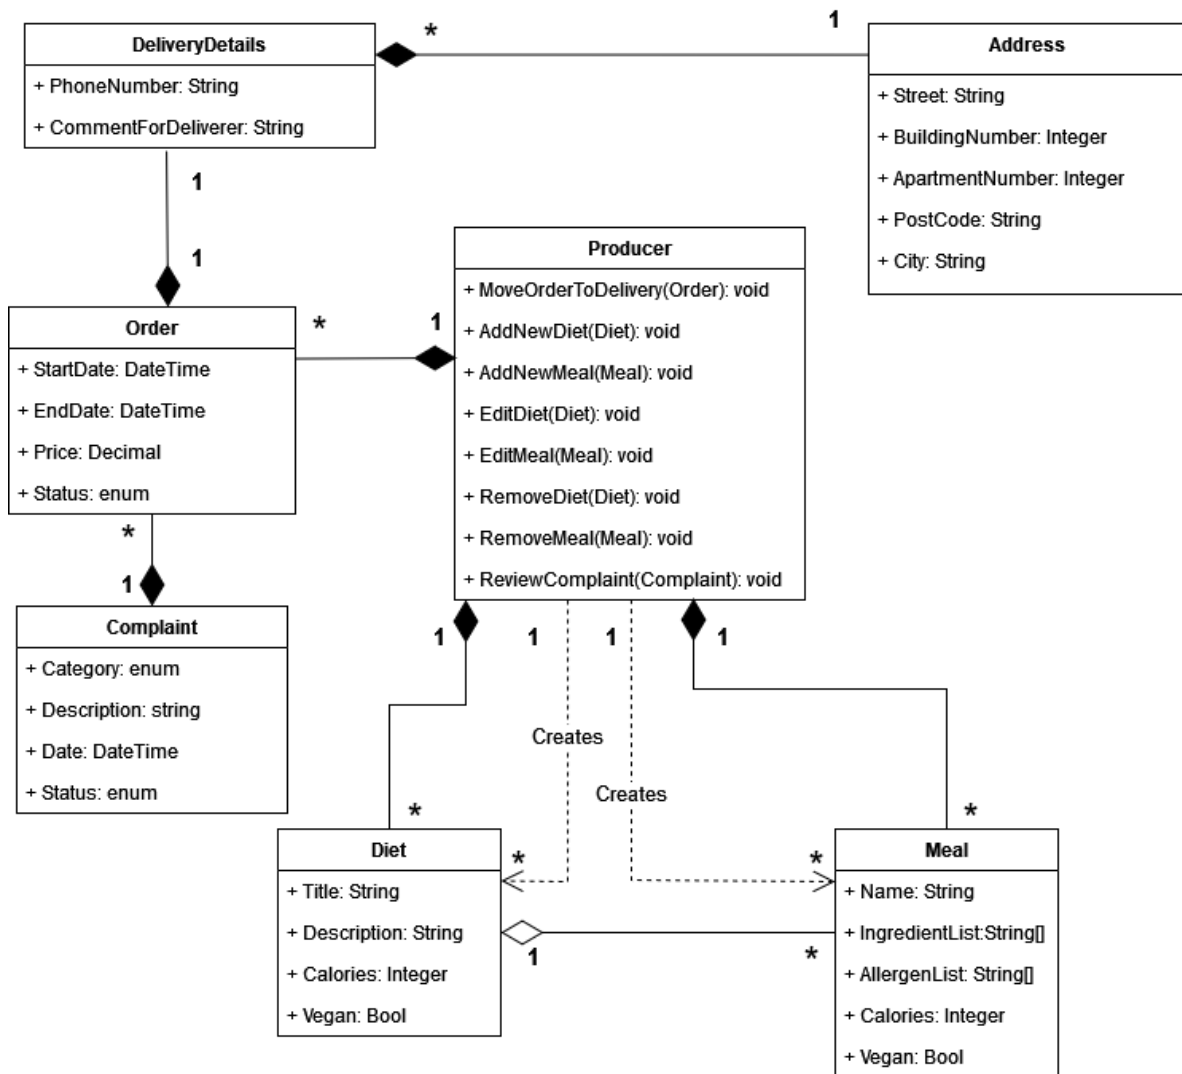 DeliveryDetails
+ PhoneNumber: String
+ CommentForDeliverer: String
*
1
Address
+ Street: String
+ BuildingNumber: Integer
+ ApartmentNumber: Integer
+ PostCode: String
+ City: String
1
1
Order
+ StartDate: DateTime
+ EndDate: DateTime
+ Price: Decimal
+ Status: enum
*
1
Producer
+ MoveOrderToDelivery(Order): void
+ AddNewDiet(Diet): void
+ AddNewMeal(Meal): void
+ EditDiet(Diet): void
+ EditMeal(Meal): void
+ RemoveDiet(Diet): void
+ RemoveMeal(Meal): void
+ ReviewComplaint(Complaint): void
*
1
Complaint
+ Category: enum
+ Description: string
+ Date: DateTime
+ Status: enum
1
1
1
1
Creates
Creates
*
*
*
*
Diet
+ Title: String
+ Description: String
+ Calories: Integer
+ Vegan: Bool
1
*
Meal
+ Name: String
+ IngredientList:String[]
+ AllergenList: String[]
+ Calories: Integer
+ Vegan: Bool